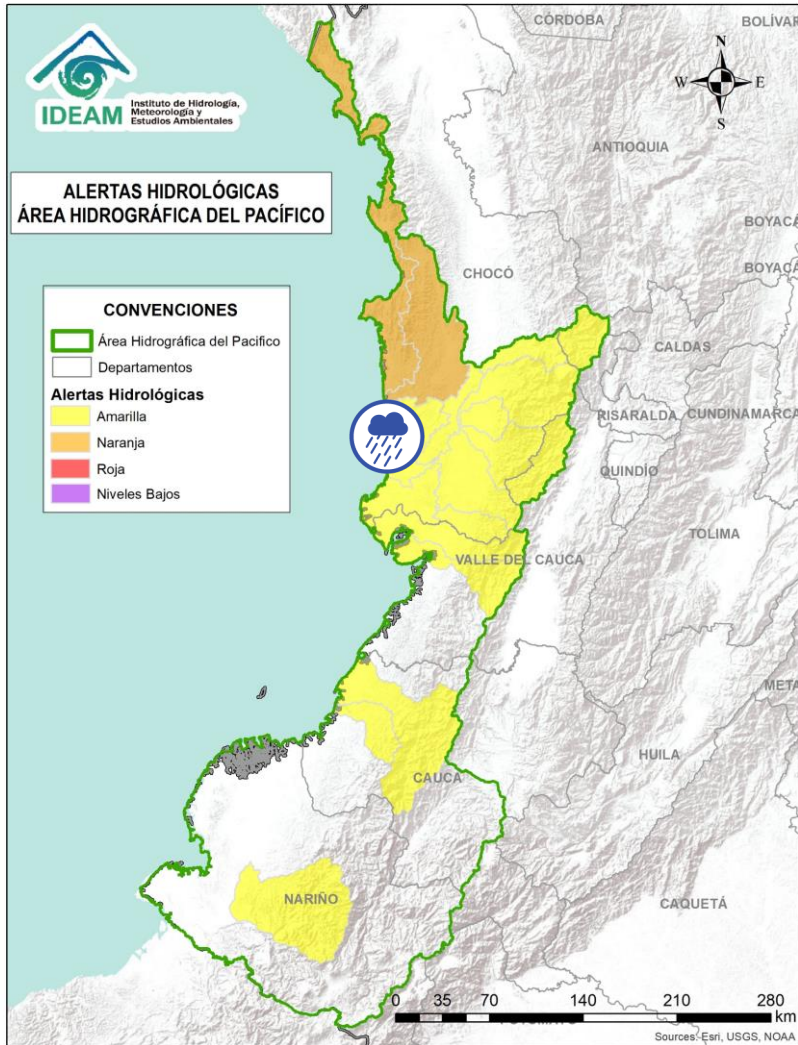 CÓRDOBA
BOLÍVAR
IDEAM
Instituto de Hidrología,
Meteorología y
Estudios Ambientales
N
W
E
S
ANTIOQUIA
ALERTAS HIDROLÓGICAS
ÁREA HIDROGRÁFICA DEL PACÍFICO
BOYACÁ
BOYACÁ
CHOCÓ
CONVENCIONES
Área Hidrográfica del Pacifico
Departamentos
Alertas Hidrológicas
Amarilla
Naranja
Roja
Niveles Bajos
CALDAS
RISARALDA
CUNDINAMARCA
QUINDÍO
TOLIMA
VALLE DEL CAUCA
META
HUILA
CAUCA
NARIÑO
CAQUETÁ
0 35 70 140 210 280
km
Sources: Esri, USGS, NOAA